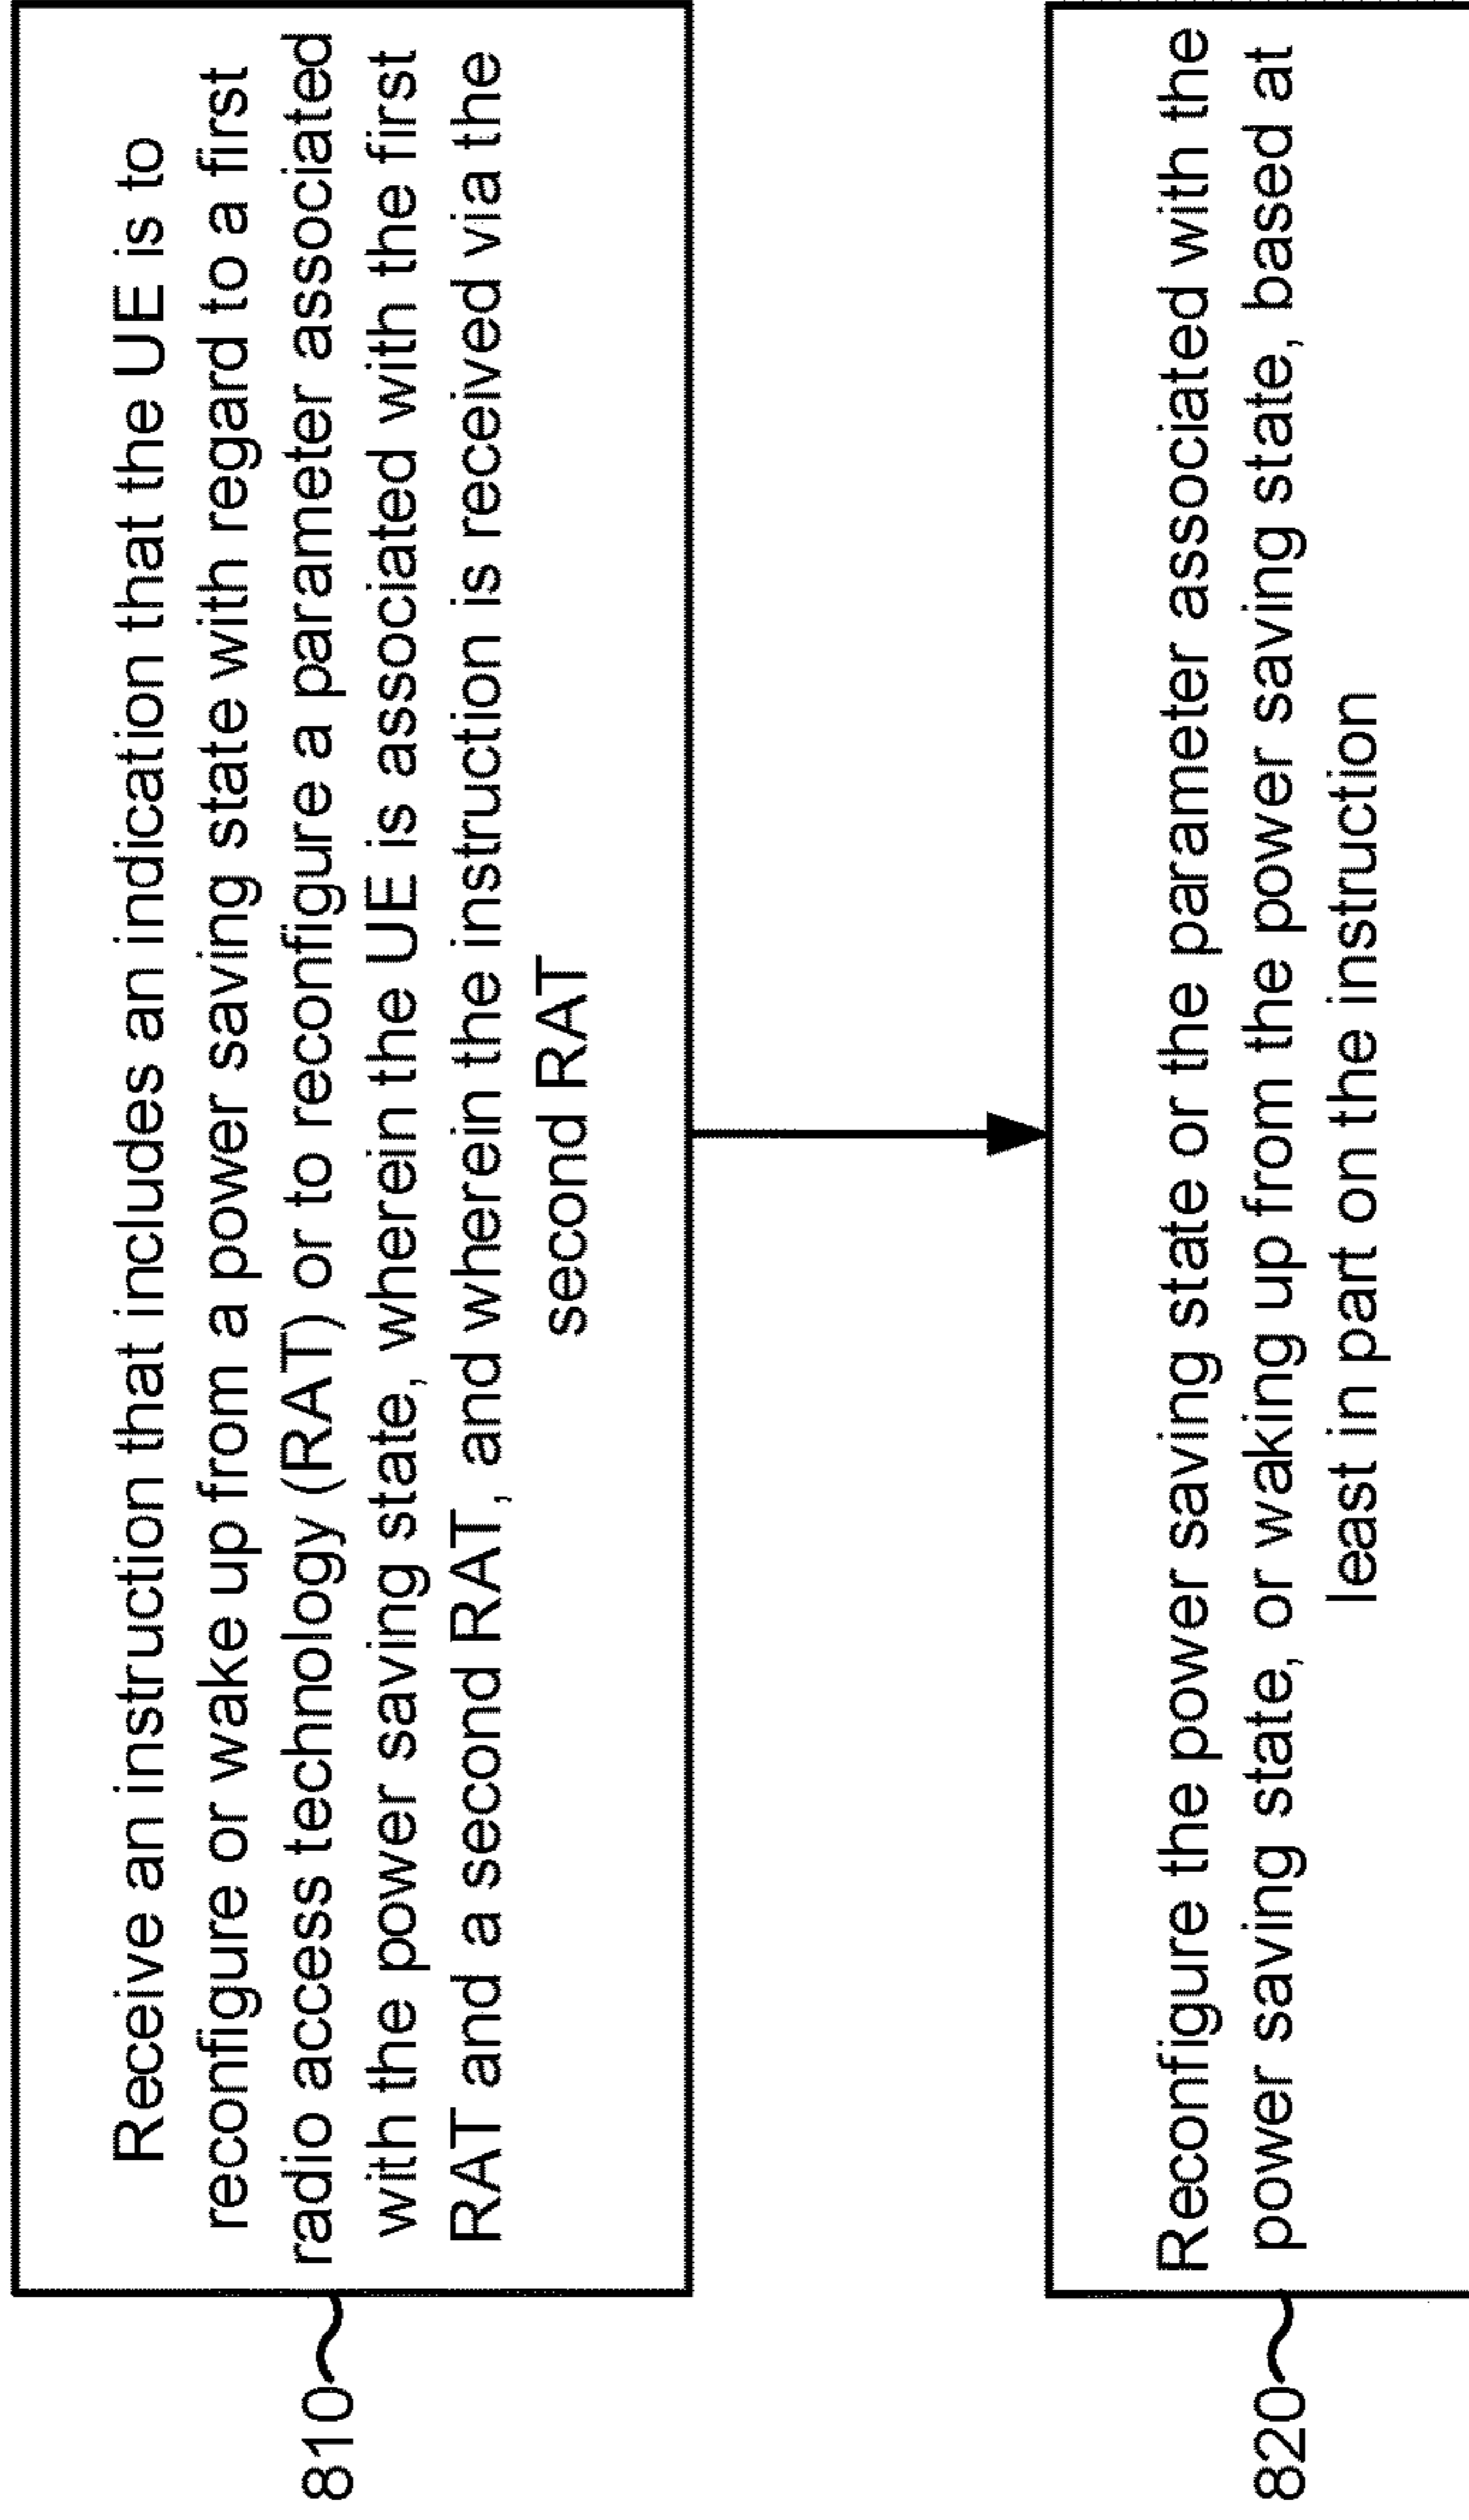 Receive an instruction that includes an indication that the UE is to
reconfigure or wake up from a power saving state with regard to a first
radio access technology (RAT) or to reconfigure a parameter associated
with the power saving state, wherein the UE is associated with the first
RAT and a second RAT, and wherein the instruction is received via the
second RAT
810
Reconfigure the power saving state or the parameter associated with the
power saving state, or waking up from the power saving state, based at
least in part on the instruction
820